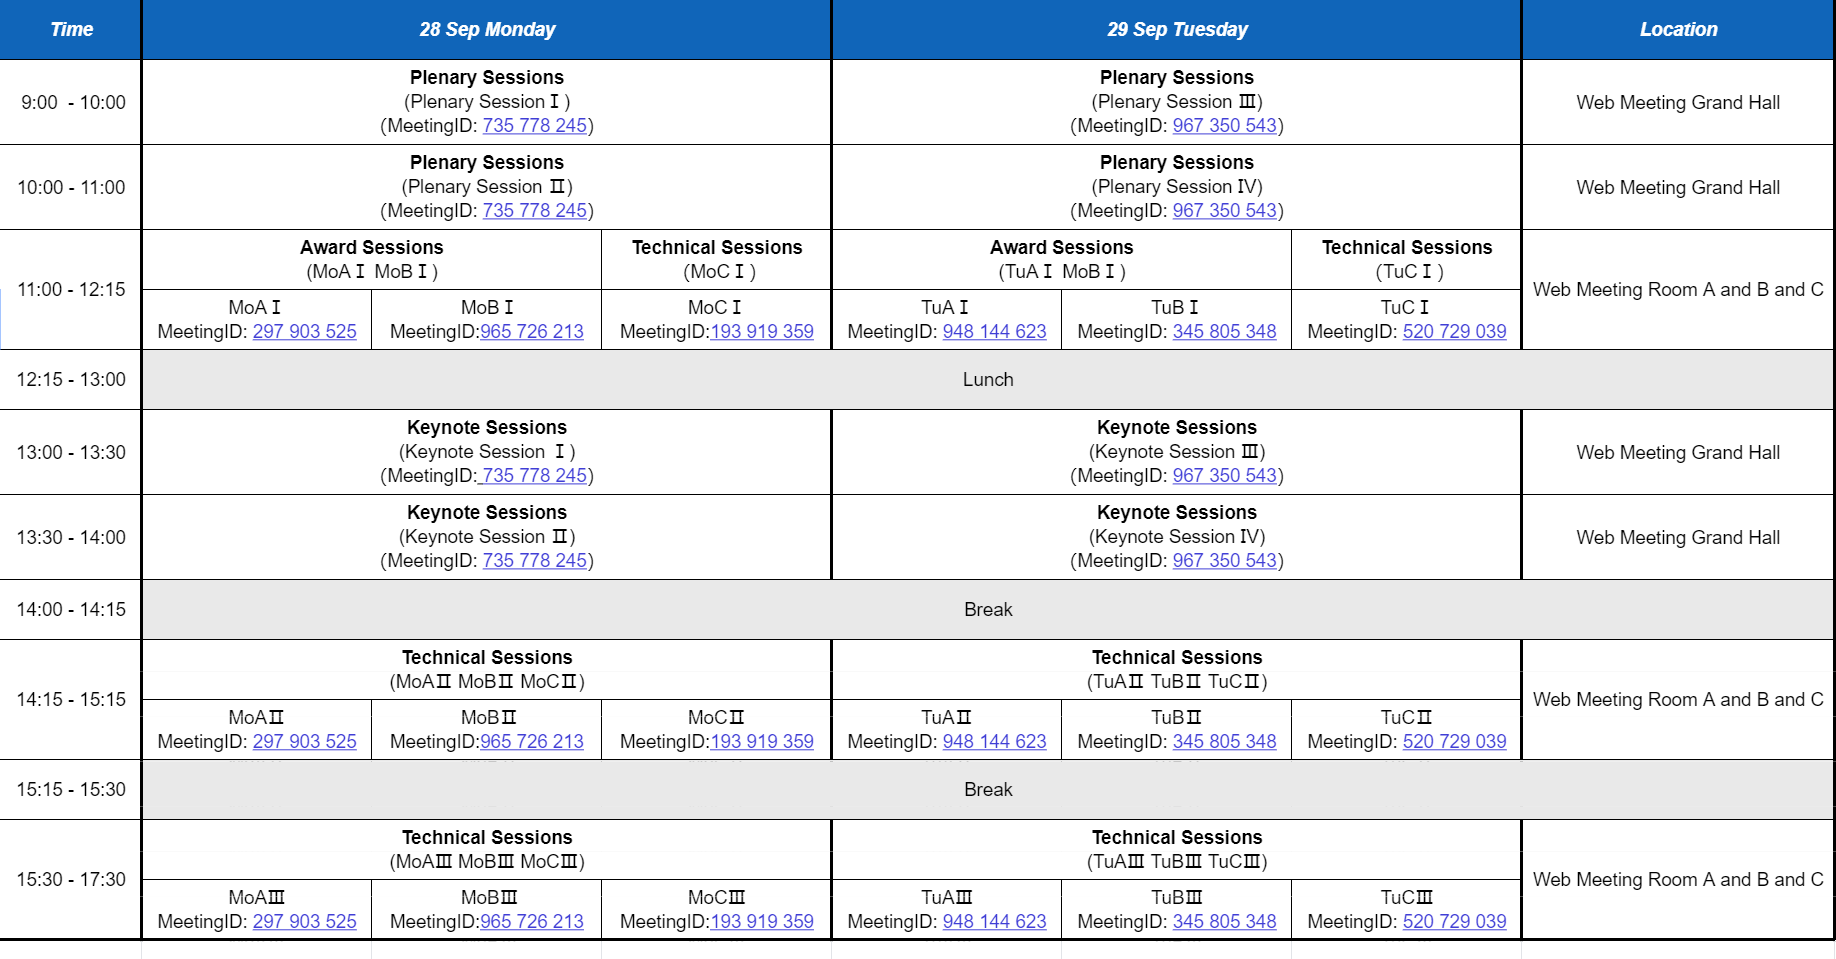 Time
28 Sep Monday
29 Sep Tuesday
Location
9:00 - 10:00
Plenary Sessions
(Plenary Session Ⅰ)
(MeetingID: 735 778 245)
Plenary Sessions
(Plenary Session Ⅲ)
(MeetingID: 967 350 543)
Web Meeting Grand Hall
10:00 - 11:00
Plenary Sessions
(Plenary Session Ⅱ)
(MeetingID: 735 778 245)
Plenary Sessions
(Plenary Session Ⅳ)
(MeetingID: 967 350 543)
Web Meeting Grand Hall
11:00 - 12:15
Award Sessions
(MoAⅠ MoBⅠ)
Technical Sessions
(MoCⅠ)
Award Sessions
(TuAⅠ MoBⅠ)
Technical Sessions
(TuCⅠ)
MoAⅠ
MeetingID: 297 903 525
MoBⅠ
MeetingID:965 726 213
MoCⅠ
MeetingID:193 919 359
TuAⅠ
MeetingID: 948 144 623
TuBⅠ
MeetingID: 345 805 348
TuCⅠ
MeetingID: 520 729 039
Web Meeting Room A and B and C
12:15 - 13:00
Lunch
13:00 - 13:30
Keynote Sessions
(Keynote Session Ⅰ)
(MeetingID: 735 778 245)
Keynote Sessions
(Keynote Session Ⅲ)
(MeetingID: 967 350 543)
Web Meeting Grand Hall
13:30 - 14:00
Keynote Sessions
(Keynote Session Ⅱ)
(MeetingID: 735 778 245)
Keynote Sessions
(Keynote Session Ⅳ)
(MeetingID: 967 350 543)
Web Meeting Grand Hall
14:00 - 14:15
Break
14:15 - 15:15
Technical Sessions
(MoAⅡ MoBⅡ MoCⅡ)
Technical Sessions
(TuAⅡ TuBⅡ TuCⅡ)
MoAⅡ
MeetingID: 297 903 525
MoBⅡ
MeetingID:965 726 213
MoCⅡ
MeetingID:193 919 359
TuAⅡ
MeetingID: 948 144 623
TuBⅡ
MeetingID: 345 805 348
TuCⅡ
MeetingID: 520 729 039
Web Meeting Room A and B and C
15:15 - 15:30
Break
15:30 - 17:30
Technical Sessions
(MoAⅢ MoBⅢ MoCⅢ)
Technical Sessions
(TuAⅢ TuBⅢ TuCⅢ)
MoAⅢ
MeetingID: 297 903 525
MoBⅢ
MeetingID:965 726 213
MoCⅢ
MeetingID:193 919 359
TuAⅢ
MeetingID: 948 144 623
TuBⅢ
MeetingID: 345 805 348
TuCⅢ
MeetingID: 520 729 039
Web Meeting Room A and B and C